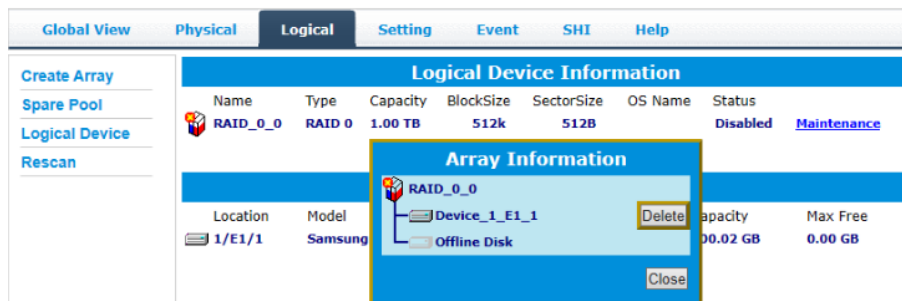 Global View Physical Logical Setting Event SHI Help
Create Array
Spare Pool
Logical Device
Rescan
Logical Device Information
Name Type Capacity BlockSize SectorSize OS Name Status
RAID_0_0 RAID 0 1.00 TB 512k 512B Disabled Maintenance
Array Information
RAID_0_0
Device_1_E1_1 Delete
Offline Disk
Close
Location Model apacity Max Free
1/E1/1 Samsung 00.02 GB 0.00 GB